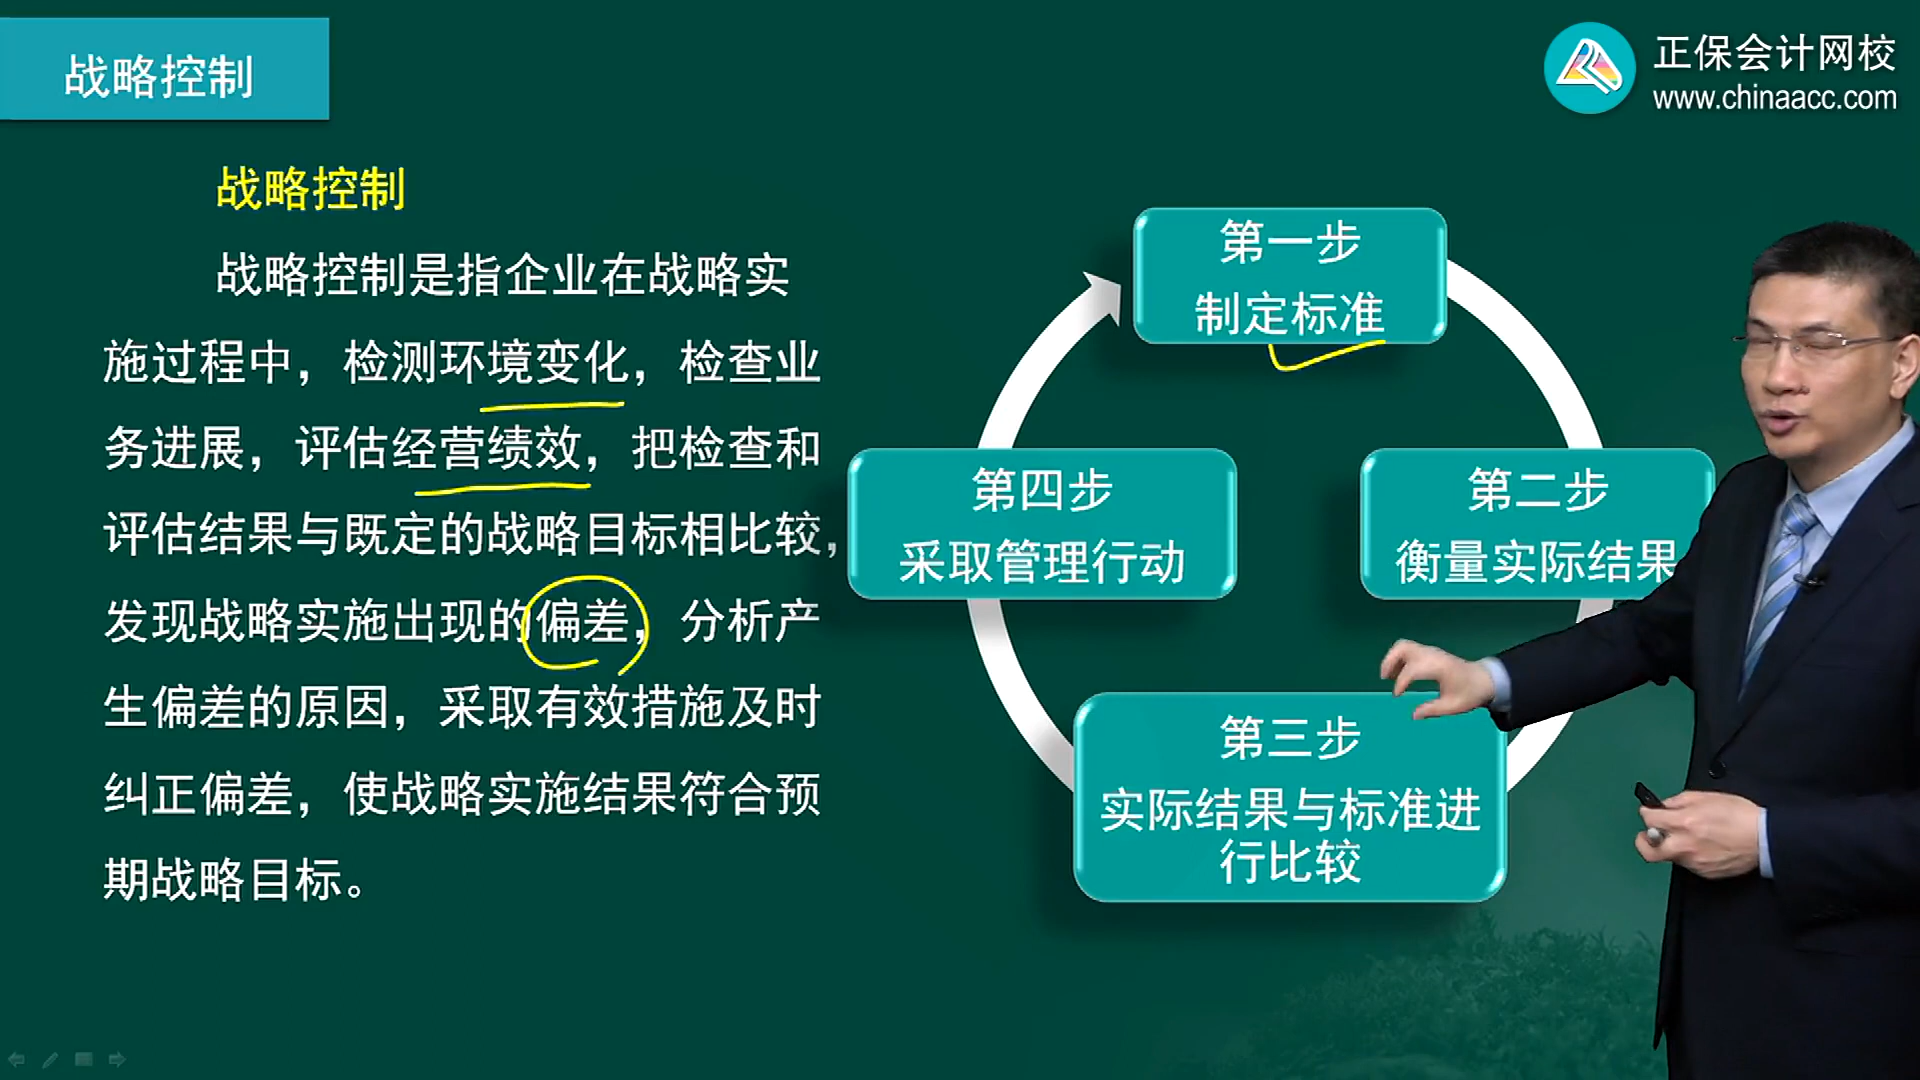 战略控制
正保会计网校
www.chinaacc.com
战略控制
战略控制是指企业在战略实
施过程中，检测环境变化，检查业
务进展，评估经营绩效，把检查和
评估结果与既定的战略目标相比较，
发现战略实施出现的偏差，分析产
生偏差的原因，采取有效措施及时
纠正偏差，使战略实施结果符合预
期战略目标。
第一步
制定标准
第二步
衡量实际结果
第三步
实际结果与标准进
行比较
第四步
采取管理行动